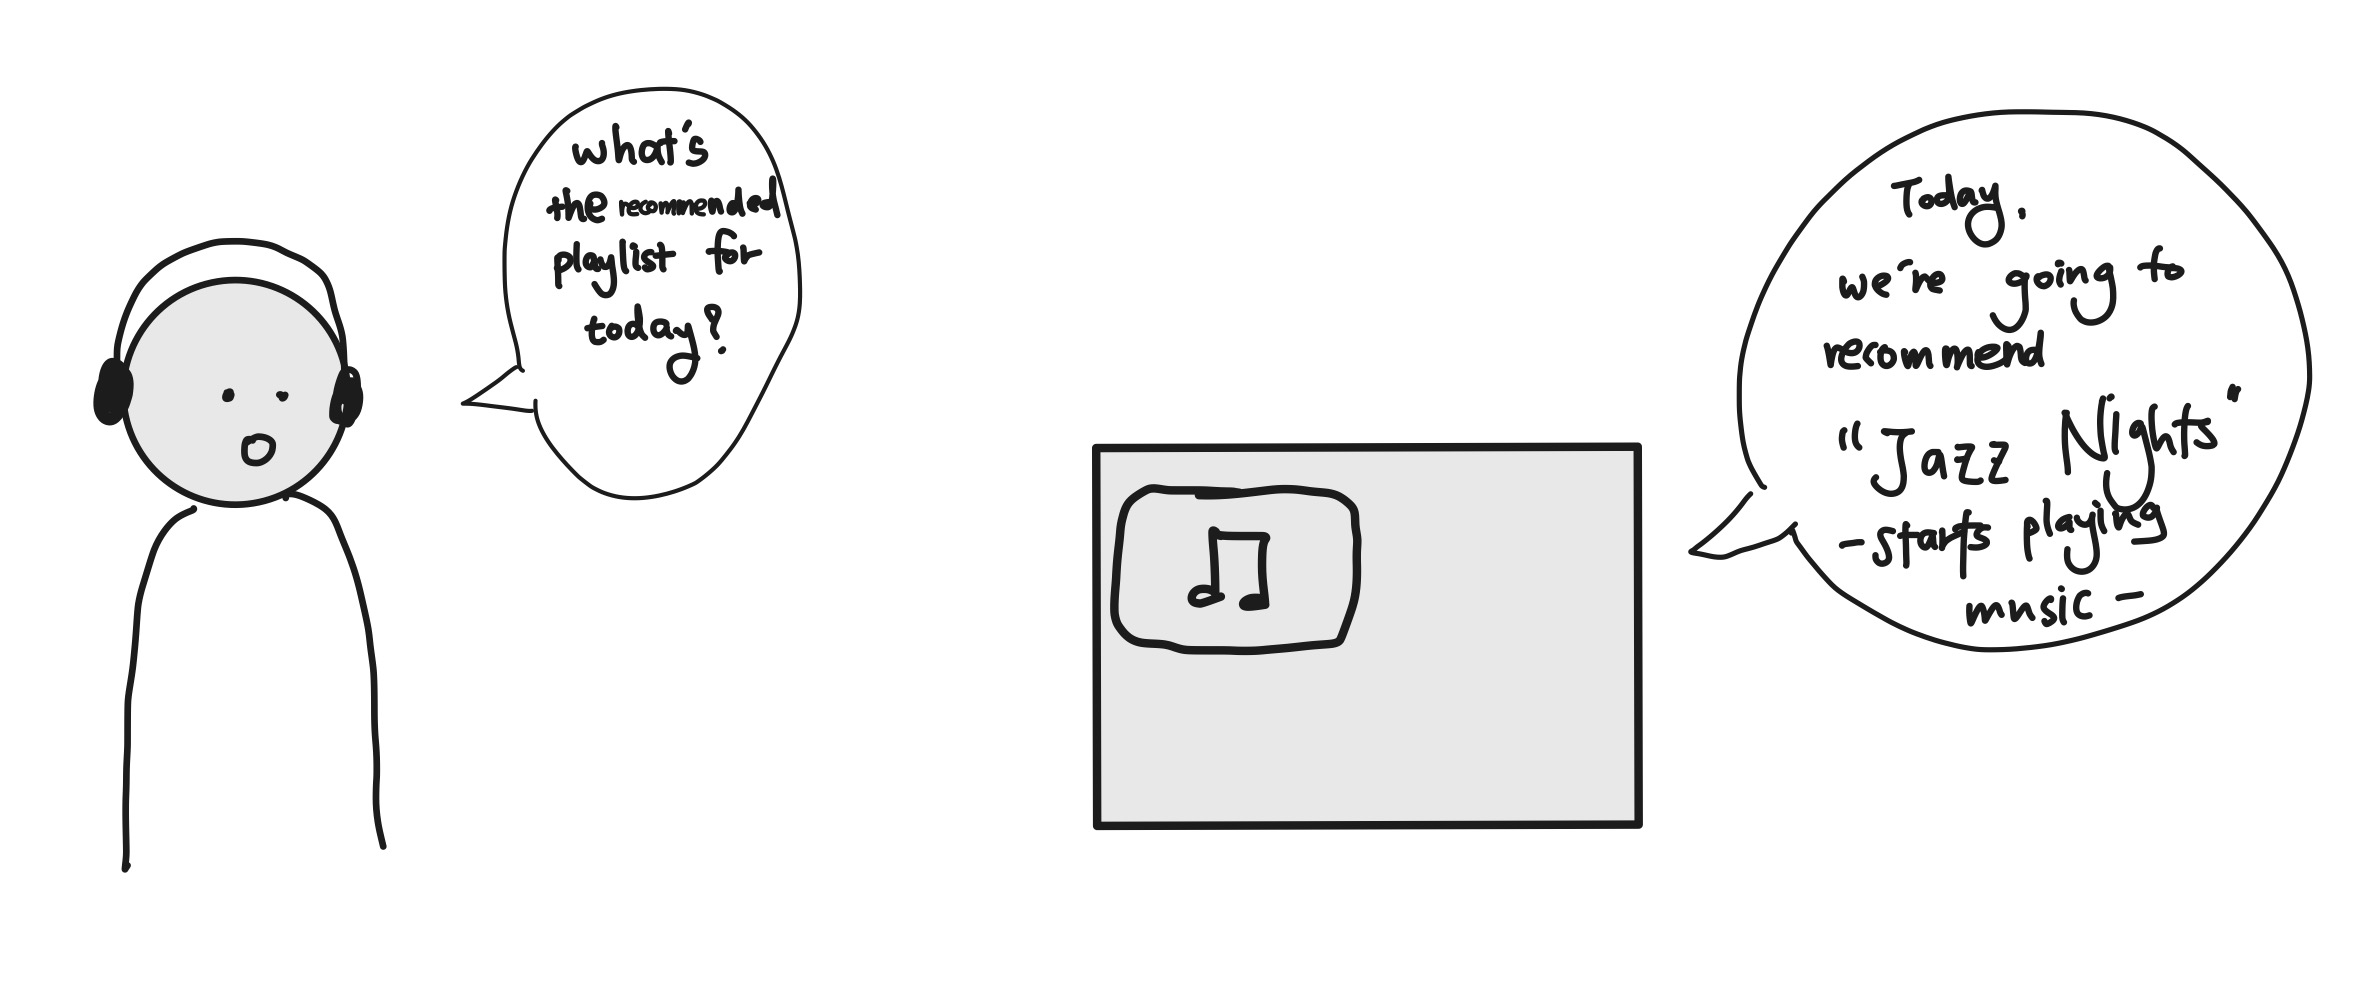 what's
the recommended
playlist for
today?
Today,
we're going to
recommend
"Jazz Nights"
-starts playing
music -